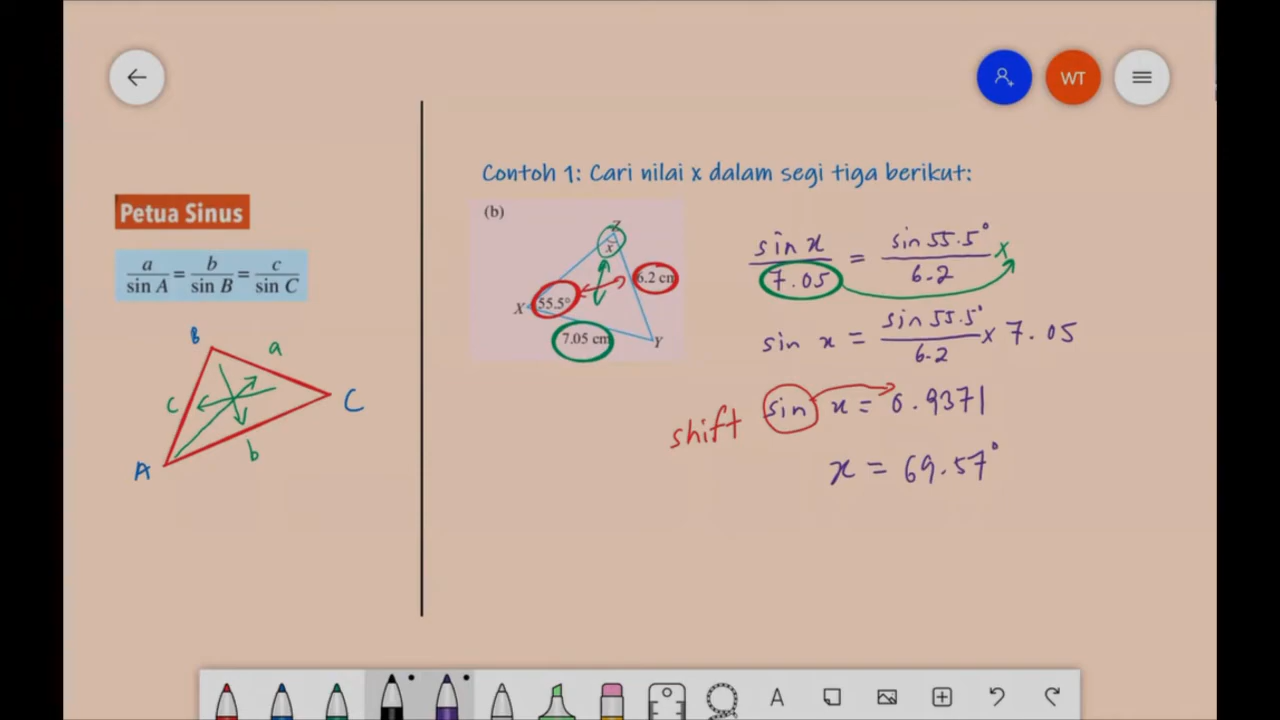 WT
Petua Sinus
a/sin A = b/sin B = c/sin C
B
a
c
C
b
A
Contoh 1: Cari nilai x dalam segi tiga berikut:
(b)
Z
x
6.2 cm
X
55.5°
7.05 cm
Y
sin x/7.05 = sin 55.5°/6.2 x
sin x = sin 55.5°/6.2 x 7.05
shift sin x = 0.9371
x = 69.57°
A